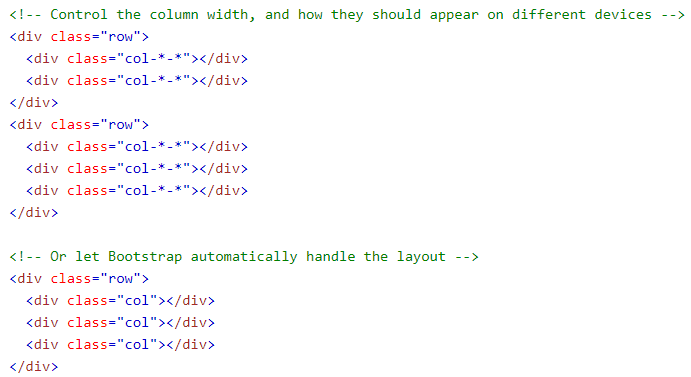 <!-- Control the column width, and how they should appear on different devices -->
<div class="row">
  <div class="col-*-*"></div>
  <div class="col-*-*"></div>
</div>
<div class="row">
  <div class="col-*-*"></div>
  <div class="col-*-*"></div>
  <div class="col-*-*"></div>
</div>

<!-- Or let Bootstrap automatically handle the layout -->
<div class="row">
  <div class="col"></div>
  <div class="col"></div>
  <div class="col"></div>
</div>